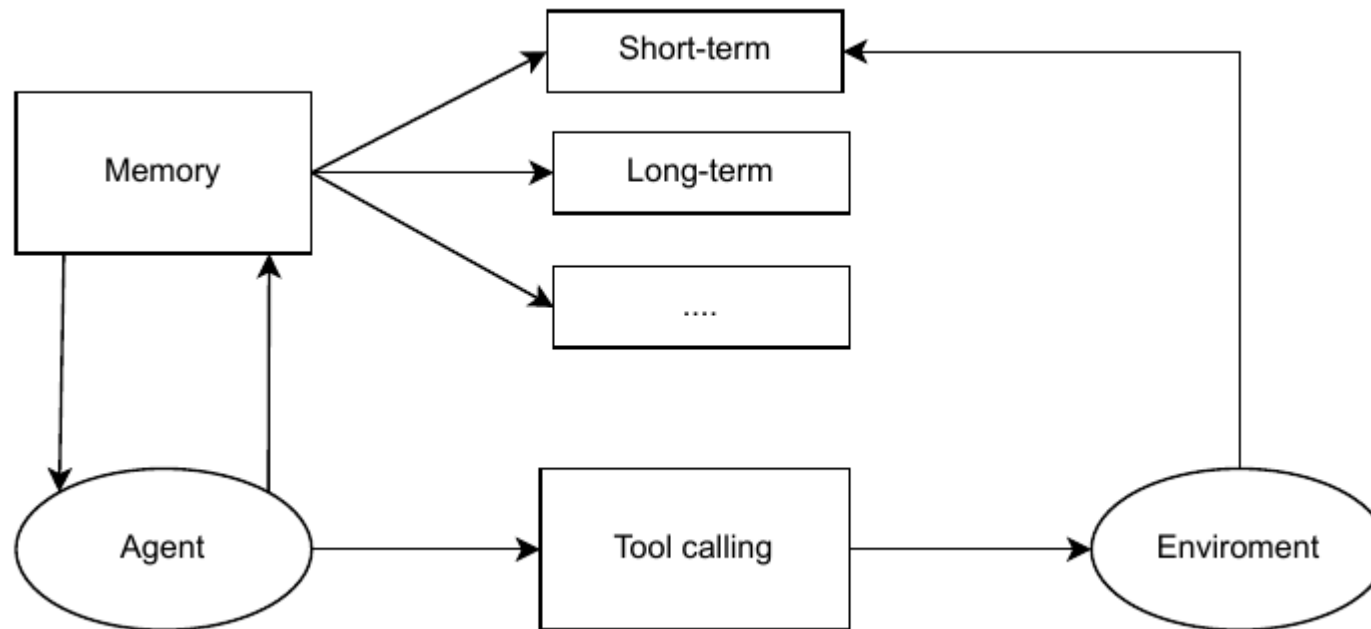 Short-term
Memory
Long-term
....
Agent
Tool calling
Enviroment